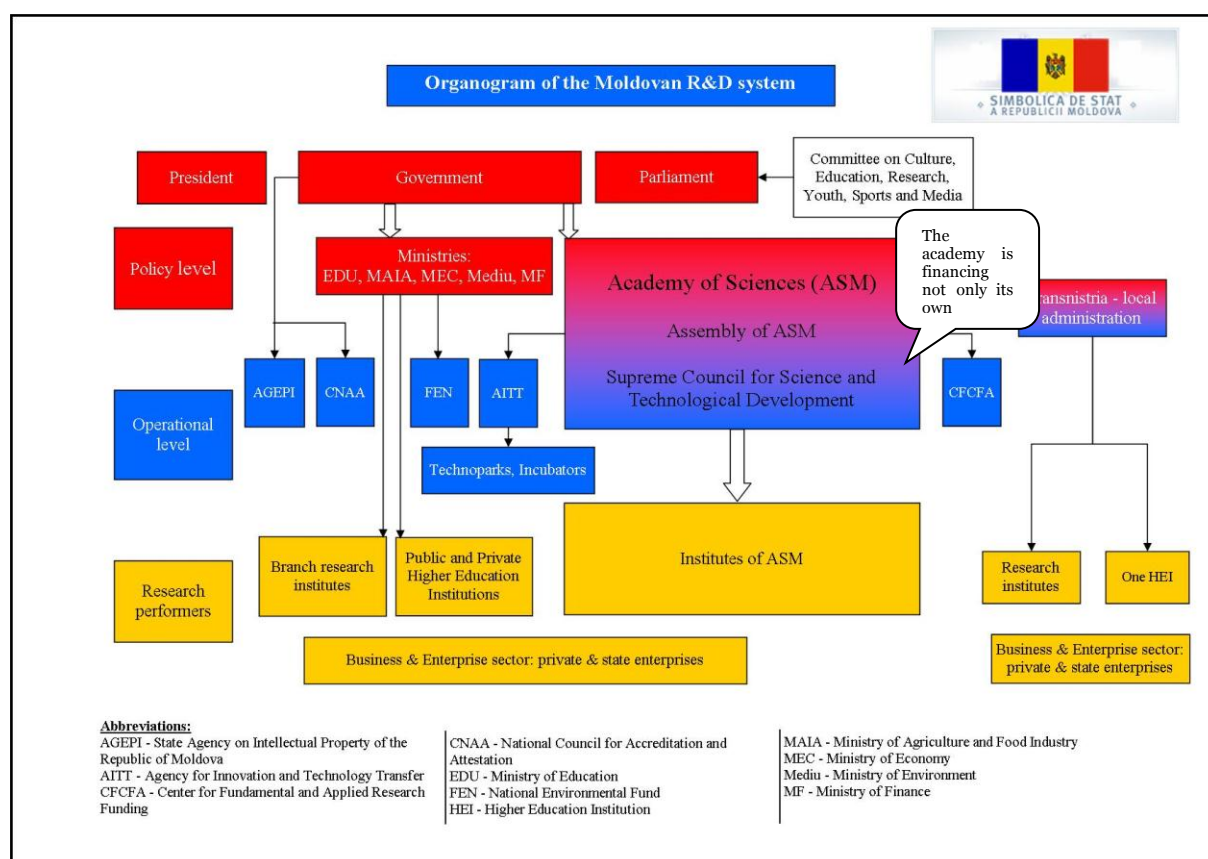 Organogram of the Moldovan R&D system
SIMBOLICA DE STAT
A REPUBLICII MOLDOVA
President
Government
Parliament
Committee on Culture,
Education, Research,
Youth, Sports and Media
Policy level
Ministries:
EDU, MAIA, MEC, Mediu, MF
Academy of Sciences (ASM)
Assembly of ASM
Supreme Council for Science and
Technological Development
The
academy is
financing
not only its
own
ransnistria - local
administration
Operational
level
AGEPI
CNAA
FEN
AITT
CFCFA
Technoparks, Incubators
Research
performers
Branch research
institutes
Public and Private
Higher Education
Institutions
Institutes of ASM
Research
institutes
One HEI
Business & Enterprise sector: private & state enterprises
Business & Enterprise sector:
private & state enterprises
Abbreviations:
AGEPI - State Agency on Intellectual Property of the
Republic of Moldova
AITT - Agency for Innovation and Technology Transfer
CFCFA - Center for Fundamental and Applied Research
Funding
CNAA - National Council for Accreditation and
Attestation
EDU - Ministry of Education
FEN - National Environmental Fund
HEI - Higher Education Institution
MAIA - Ministry of Agriculture and Food Industry
MEC - Ministry of Economy
Mediu - Ministry of Environment
MF - Ministry of Finance